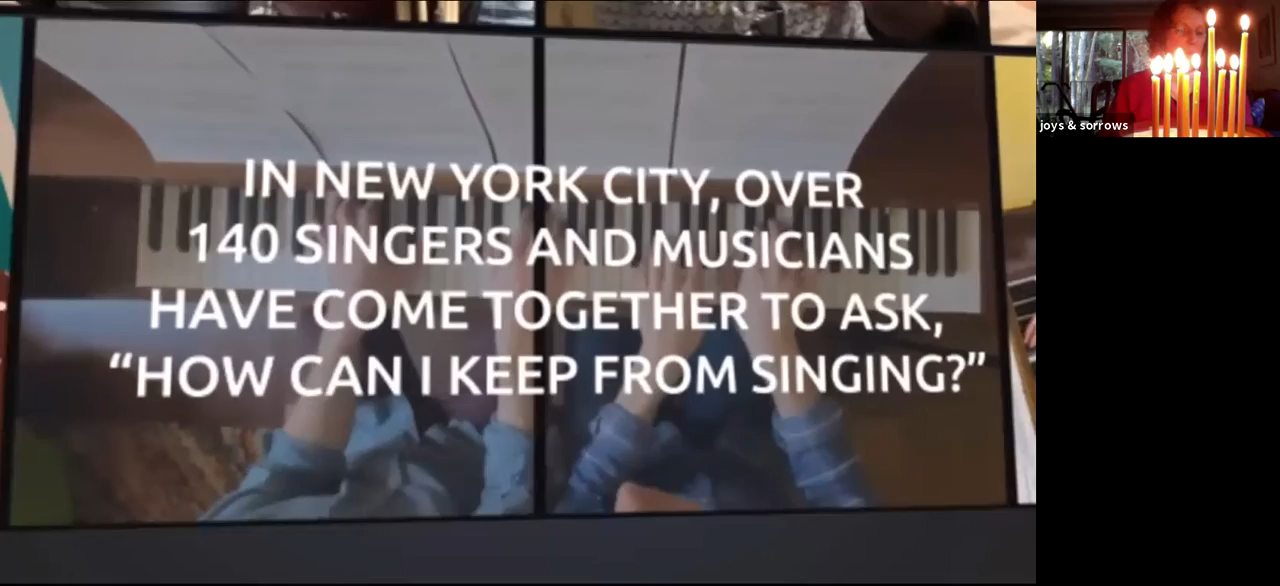 IN NEW YORK CITY, OVER
140 SINGERS AND MUSICIANS
HAVE COME TOGETHER TO ASK,
“HOW CAN I KEEP FROM SINGING?”
joys & sorrows